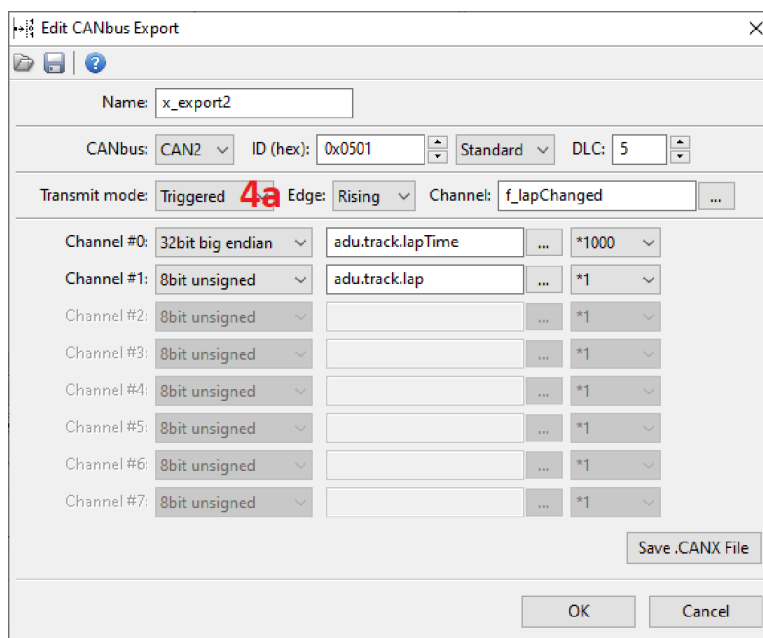 Edit CANbus Export
Name: x_export2
CANbus: CAN2 ID (hex): 0x0501 Standard DLC: 5
Transmit mode: Triggered 4a Edge: Rising Channel: f_lapChanged ...
Channel #0: 32bit big endian adu.track.lapTime ... *1000
Channel #1: 8bit unsigned adu.track.lap ... *1
Channel #2: 8bit unsigned ... *1
Channel #3: 8bit unsigned ... *1
Channel #4: 8bit unsigned ... *1
Channel #5: 8bit unsigned ... *1
Channel #6: 8bit unsigned ... *1
Channel #7: 8bit unsigned ... *1
Save .CANX File
OK Cancel